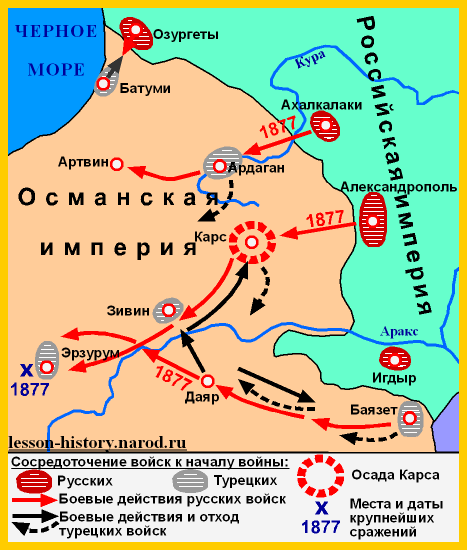 ЧЕРНОЕ
МОРЕ
Озургеты
Батуми
Кура
Российская империя
Ахалкалаки
1877
Артвин
Ардаган
Османская
империя
Александрополь
1877
Карс
Зивин
Аракс
Эрзурум
X
1877
1877
Даяр
Игдыр
Баязет
lesson-history.narod.ru
Сосредоточение войск к началу войны:
Русских
Турецких
Боевые действия русских войск
Боевые действия и отход
турецких войск
Осада Карса
X
1877
Места и даты
крупнейших
сражений